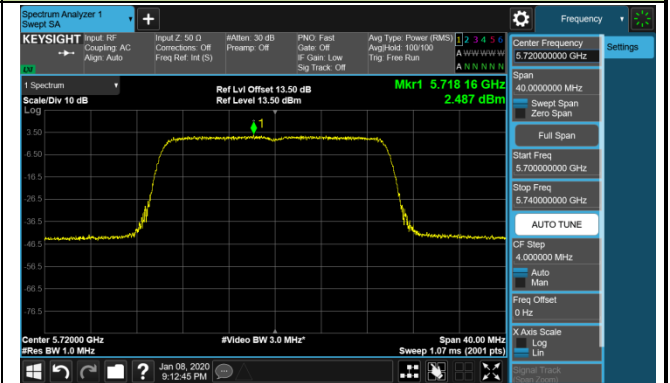 Spectrum Analyzer 1
Swept SA
Frequency
KEYSIGHT
Input: RF
Coupling: AC
Align: Auto
Input Z: 50 Ω
Corrections: Off
Freq Ref: Int (S)
#Atten: 30 dB
Preamp: Off
PNO: Fast
Gate: Off
IF Gain: Low
Sig Track: Off
Avg Type: Power (RMS)
Avg|Hold: 100/100
Trig: Free Run
1 2 3 4 5 6
A W W W W W
A N N N N N
LV
1 Spectrum
Scale/Div 10 dB
Ref Lvl Offset 13.50 dB
Ref Level 13.50 dBm
Mkr1 5.718 16 GHz
2.487 dBm
Log
1
3.50
-6.50
-16.5
-26.5
-36.5
-46.5
-56.5
-66.5
-76.5
Center 5.72000 GHz
#Res BW 1.0 MHz
#Video BW 3.0 MHz*
Span 40.00 MHz
Sweep 1.07 ms (2001 pts)
Jan 08, 2020
9:12:45 PM
Center Frequency
5.720000000 GHz
Settings
Span
40.0000000 MHz
Swept Span
Zero Span
Full Span
Start Freq
5.700000000 GHz
Stop Freq
5.740000000 GHz
AUTO TUNE
CF Step
4.000000 MHz
Auto
Man
Freq Offset
0 Hz
X Axis Scale
Log
Lin
Signal Track
(Span Zoom)